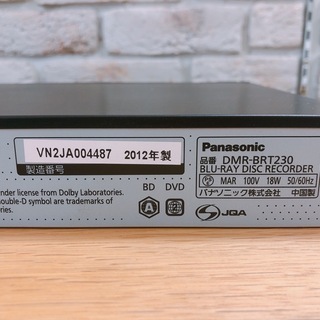 VN2JA004487 2012年製
製造番号
nder license from Dolby Laboratories.
ouble-D symbol are trademarks of
ries.
BD DVD
A 2
Panasonic
品番 DMR-BRT230
BLU-RAY DISC RECORDER
MAR 100V 18W 50/60Hz
パナソニック株式会社 中国製
JQA